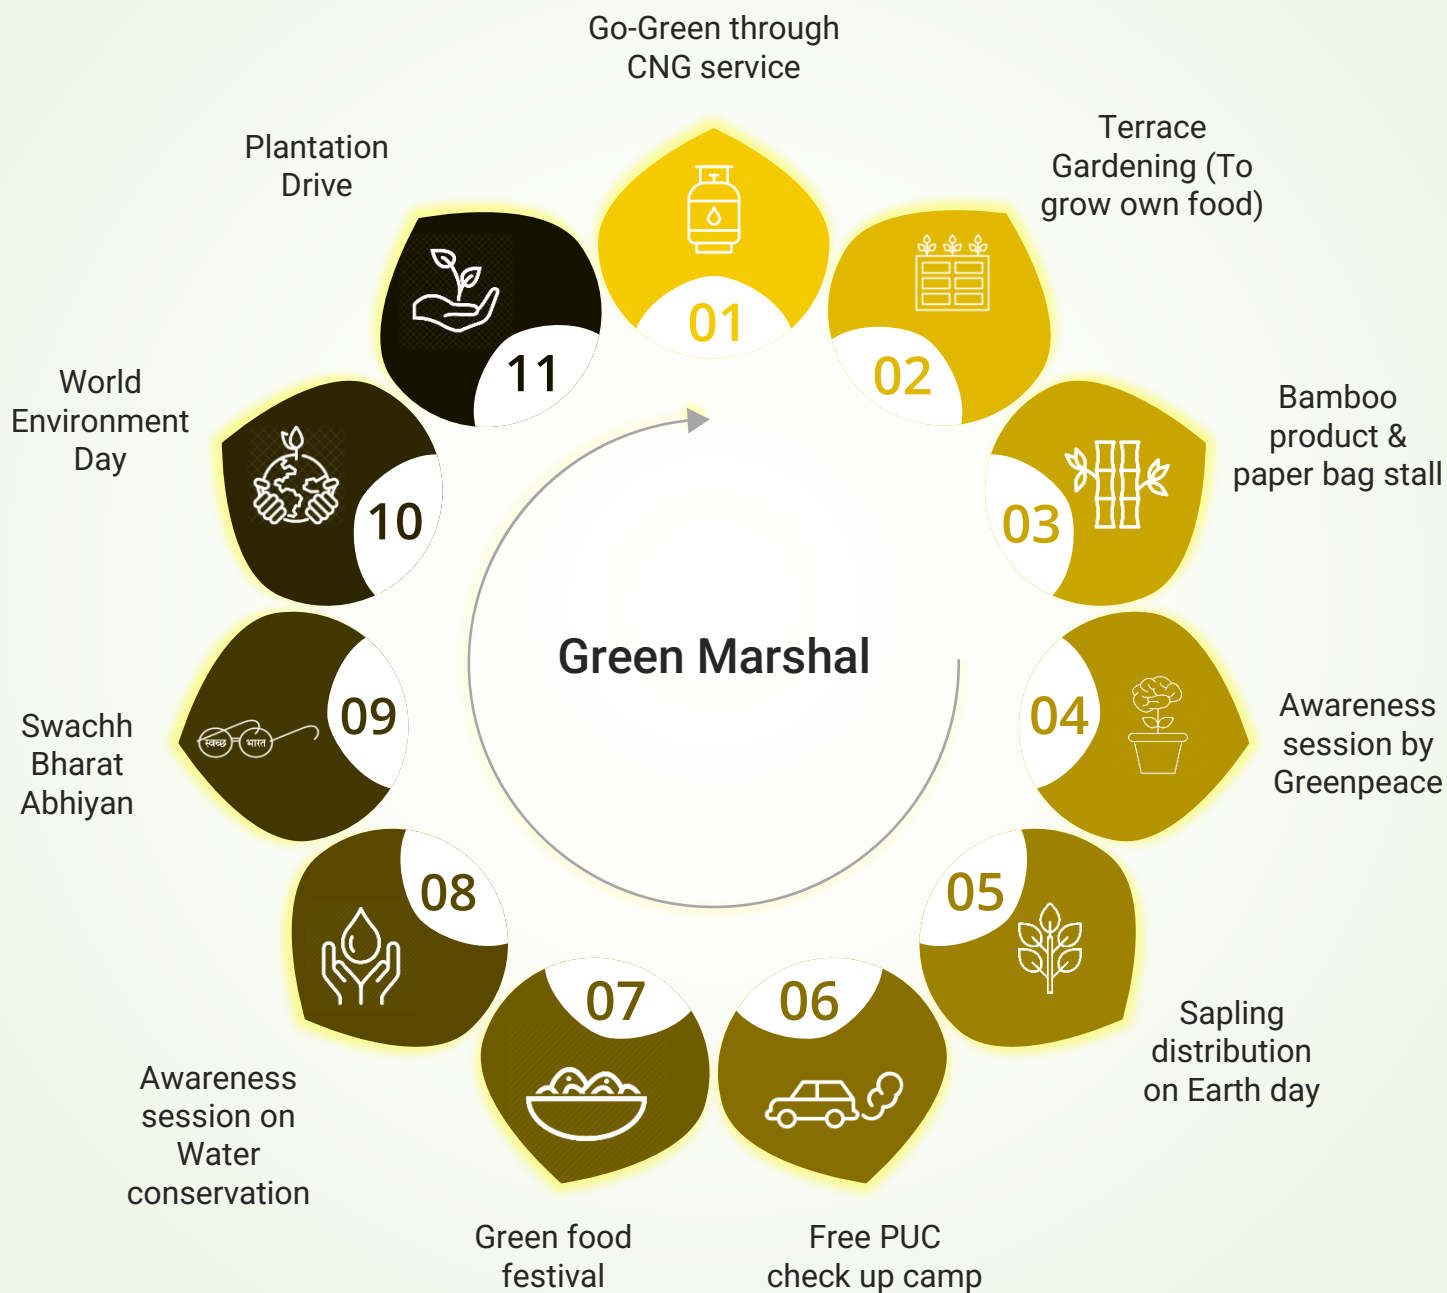 Go-Green through
CNG service
01
Terrace
Gardening (To
grow own food)
02
Bamboo
product &
paper bag stall
03
Awareness
session by
Greenpeace
04
Sapling
distribution
on Earth day
05
Free PUC
check up camp
06
Green food
festival
07
Awareness
session on
Water
conservation
08
Swachh
Bharat
Abhiyan
09
स्वच्छ भारत
World
Environment
Day
10
Plantation
Drive
11
Green Marshal